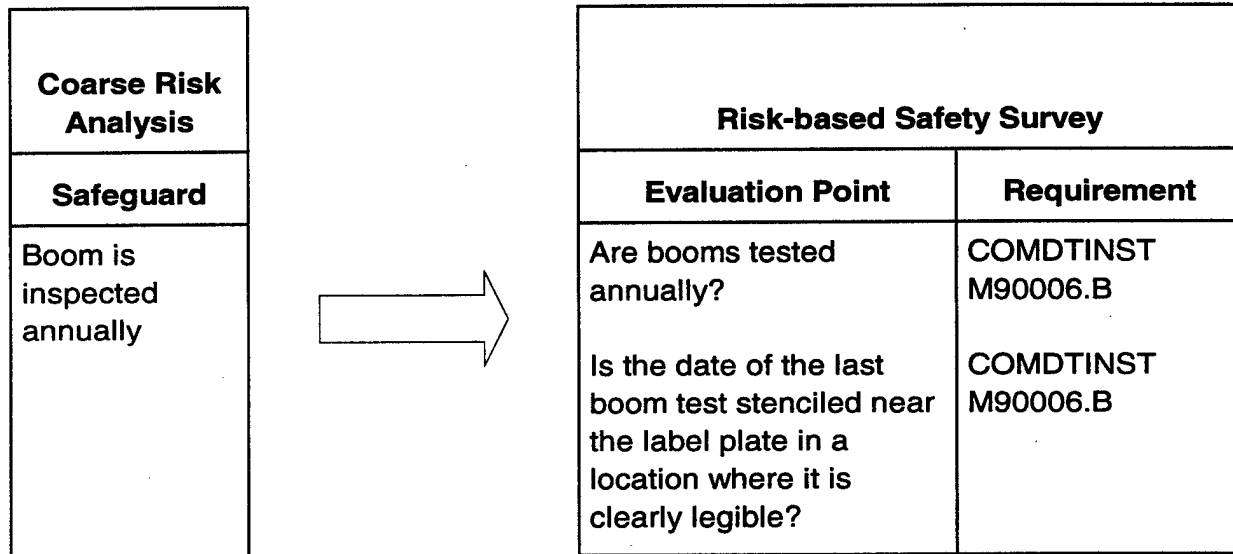 Coarse Risk
Analysis
Safeguard
Boom is
inspected
annually
Risk-based Safety Survey
Evaluation Point
Requirement
Are booms tested
annually?
COMDTINST
M90006.B
Is the date of the last
boom test stenciled near
the label plate in a
location where it is
clearly legible?
COMDTINST
M90006.B